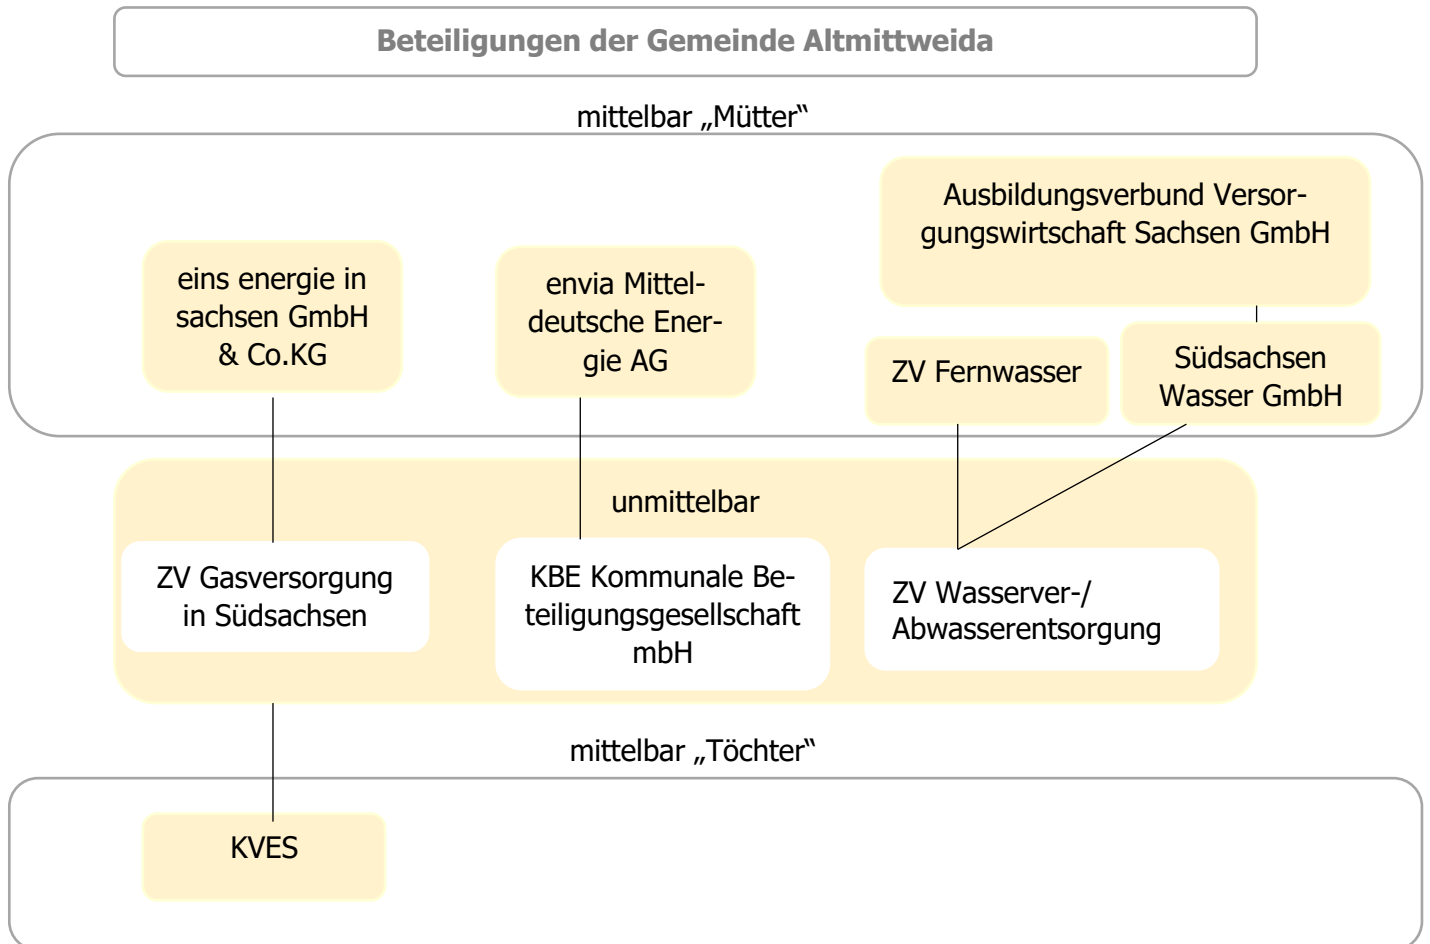 Beteiligungen der Gemeinde Altmittweida
mittelbar „Mütter“
Ausbildungsverbund Versor-
gungswirtschaft Sachsen GmbH
eins energie in
sachsen GmbH
& Co.KG
envia Mittel-
deutsche Ener-
gie AG
ZV Fernwasser
Südsachsen
Wasser GmbH
unmittelbar
ZV Gasversorgung
in Südsachsen
KBE Kommunale Be-
teiligungsgesellschaft
mbH
ZV Wasserver-/
Abwasserentsorgung
mittelbar „Töchter“
KVES